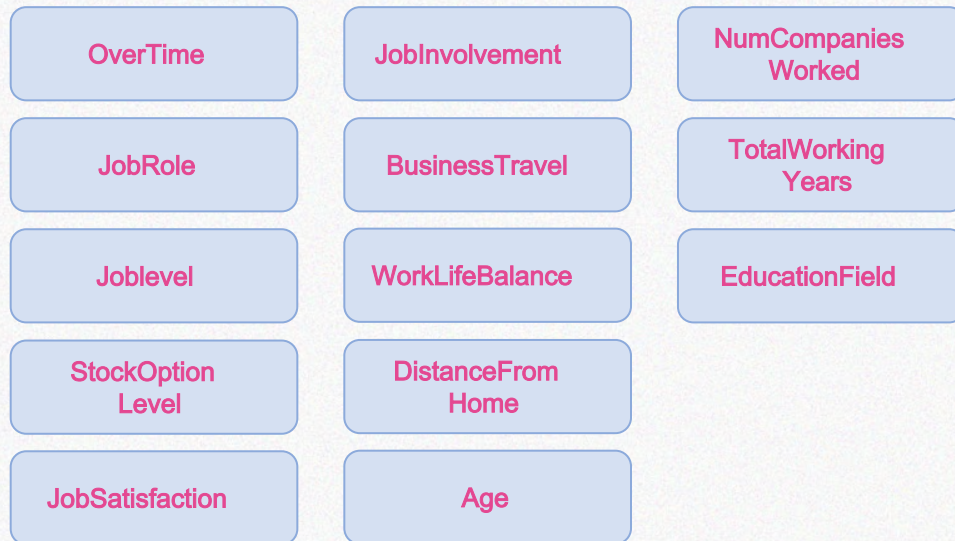 OverTime
JobRole
Joblevel
StockOption
Level
JobSatisfaction
JobInvolvement
BusinessTravel
WorkLifeBalance
DistanceFrom
Home
Age
NumCompanies
Worked
TotalWorking
Years
EducationField